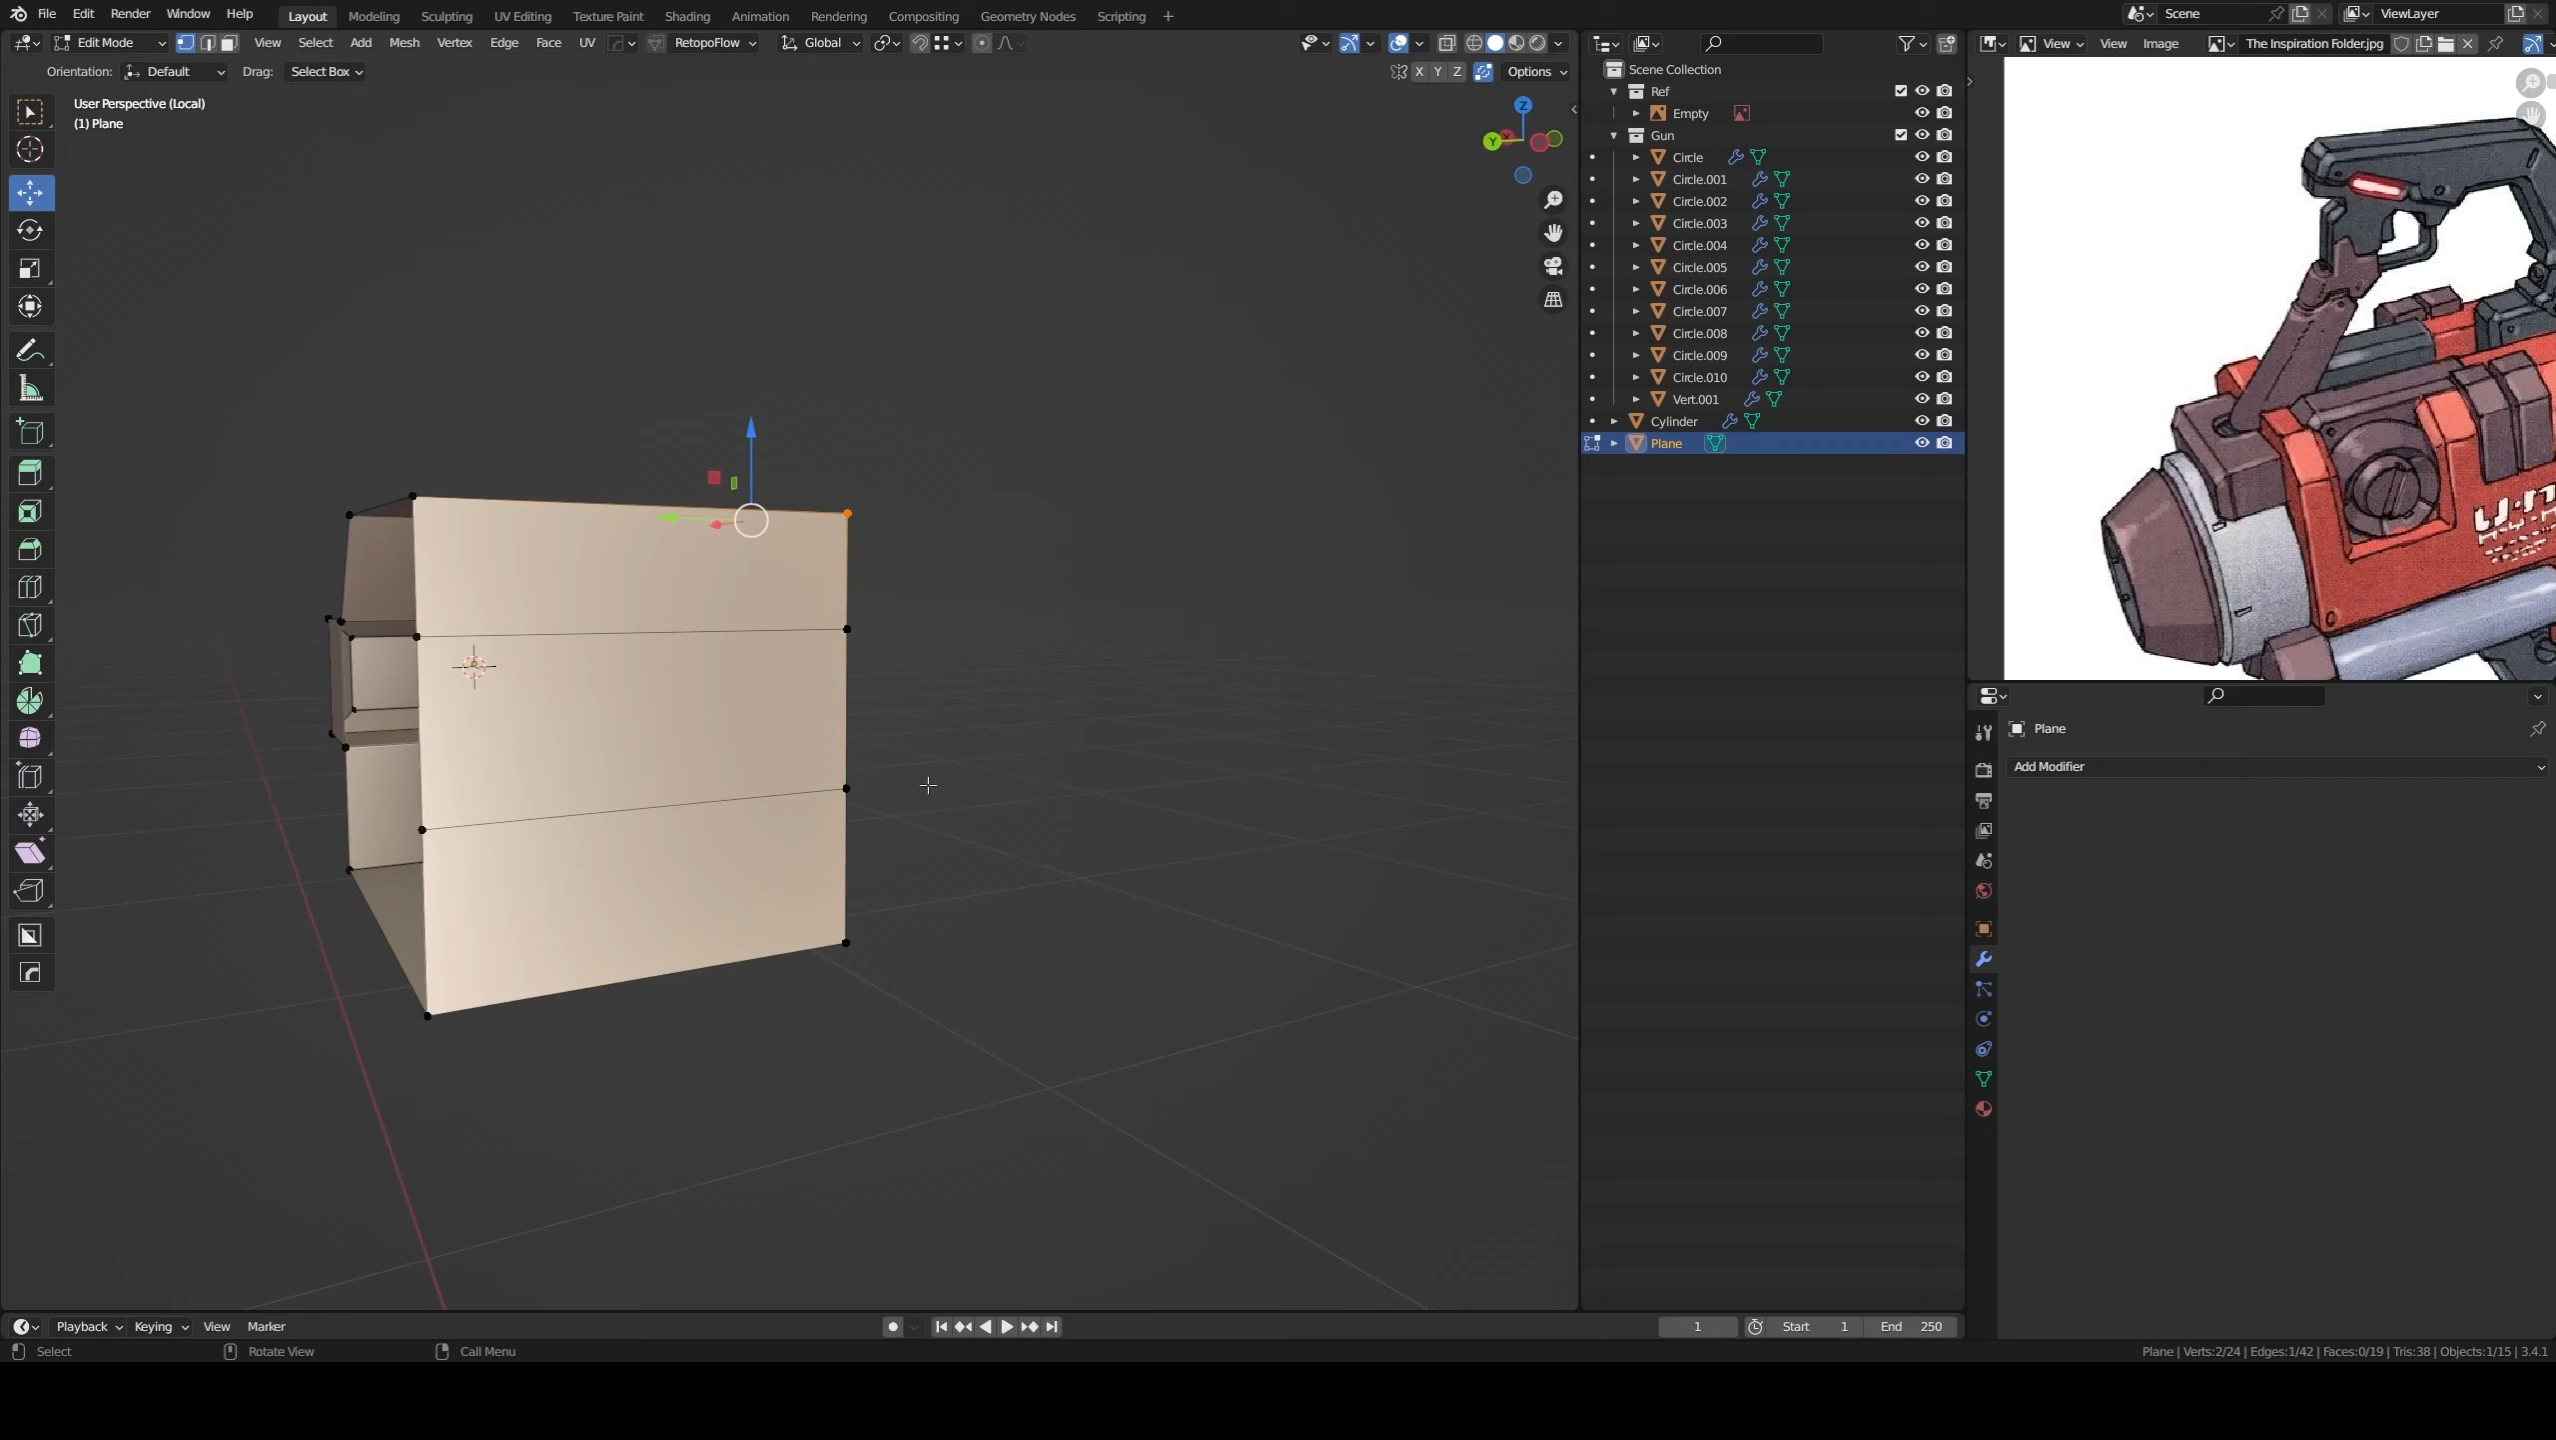 File Edit Render Window Help Layout Modeling Sculpting UV Editing Texture Paint Shading Animation Rendering Compositing Geometry Nodes Scripting + Scene ViewLayer
Edit Mode View Select Add Mesh Vertex Edge Face UV RetopoFlow Global View View Image The Inspiration Folder.jpg
Orientation: Default Drag: Select Box X Y Z Options
User Perspective (Local)
(1) Plane
Z
Y
Scene Collection
Ref
Empty
Gun
Circle
Circle.001
Circle.002
Circle.003
Circle.004
Circle.005
Circle.006
Circle.007
Circle.008
Circle.009
Circle.010
Vert.001
Cylinder
Plane
Plane
Add Modifier
Playback Keying View Marker 1 Start 1 End 250
Select Rotate View Call Menu Plane | Verts:2/24 | Edges:1/42 | Faces:0/19 | Tris:38 | Objects:1/15 | 3.4.1